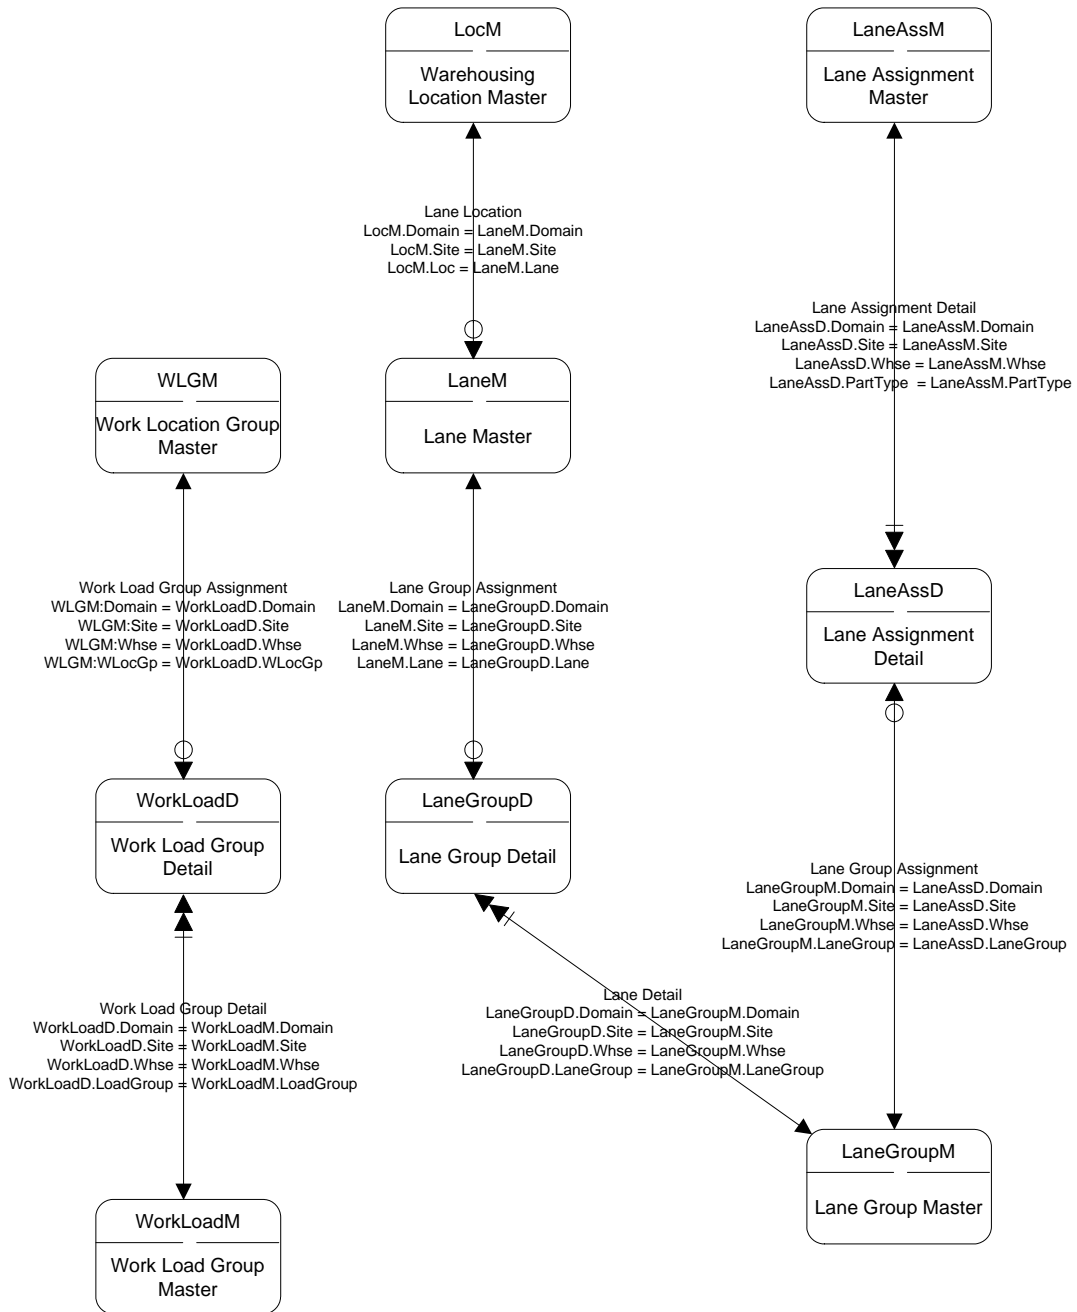 LocM
Warehousing
Location Master
LaneAssM
Lane Assignment
Master
Lane Location
LocM.Domain = LaneM.Domain
LocM.Site = LaneM.Site
LocM.Loc = LaneM.Lane
Lane Assignment Detail
LaneAssD.Domain = LaneAssM.Domain
LaneAssD.Site = LaneAssM.Site
LaneAssD.Whse = LaneAssM.Whse
LaneAssD.PartType = LaneAssM.PartType
WLGM
Work Location Group
Master
LaneM
Lane Master
Work Load Group Assignment
WLGM:Domain = WorkLoadD.Domain
WLGM:Site = WorkLoadD.Site
WLGM:Whse = WorkLoadD.Whse
WLGM:WLocGp = WorkLoadD.WLocGp
Lane Group Assignment
LaneM.Domain = LaneGroupD.Domain
LaneM.Site = LaneGroupD.Site
LaneM.Whse = LaneGroupD.Whse
LaneM.Lane = LaneGroupD.Lane
LaneAssD
Lane Assignment
Detail
WorkLoadD
Work Load Group
Detail
LaneGroupD
Lane Group Detail
Lane Group Assignment
LaneGroupM.Domain = LaneAssD.Domain
LaneGroupM.Site = LaneAssD.Site
LaneGroupM.Whse = LaneAssD.Whse
LaneGroupM.LaneGroup = LaneAssD.LaneGroup
Work Load Group Detail
WorkLoadD.Domain = WorkLoadM.Domain
WorkLoadD.Site = WorkLoadM.Site
WorkLoadD.Whse = WorkLoadM.Whse
WorkLoadD.LoadGroup = WorkLoadM.LoadGroup
Lane Detail
LaneGroupD.Domain = LaneGroupM.Domain
LaneGroupD.Site = LaneGroupM.Site
LaneGroupD.Whse = LaneGroupM.Whse
LaneGroupD.LaneGroup = LaneGroupM.LaneGroup
LaneGroupM
Lane Group Master
WorkLoadM
Work Load Group
Master